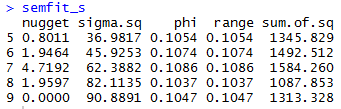 > semfit_s
nugget sigma.sq phi range sum.of.sq
5 0.8011 36.9817 0.1054 0.1054 1345.829
6 1.9464 45.9253 0.1074 0.1074 1492.512
7 4.7192 62.3882 0.1086 0.1086 1584.260
8 1.9597 82.1135 0.1037 0.1037 1087.853
9 0.0000 90.8891 0.1047 0.1047 1313.328